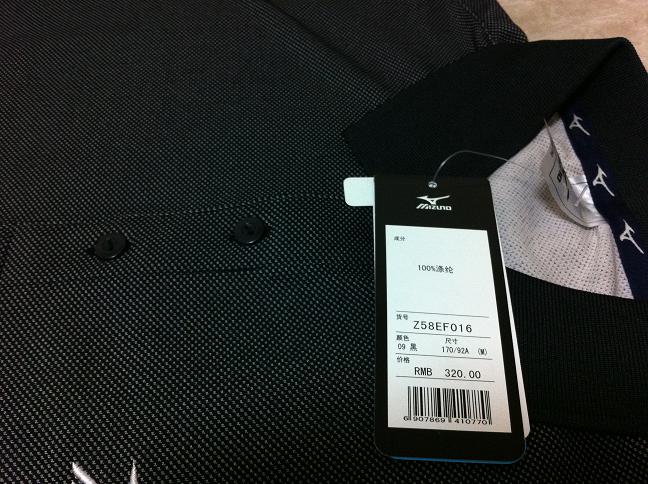 MIZUNO
成分
100%涤纶
货号 Z58EF016
颜色 尺寸
09 黑 170/92A (M)
价格
RMB 320.00
6 907869 410770